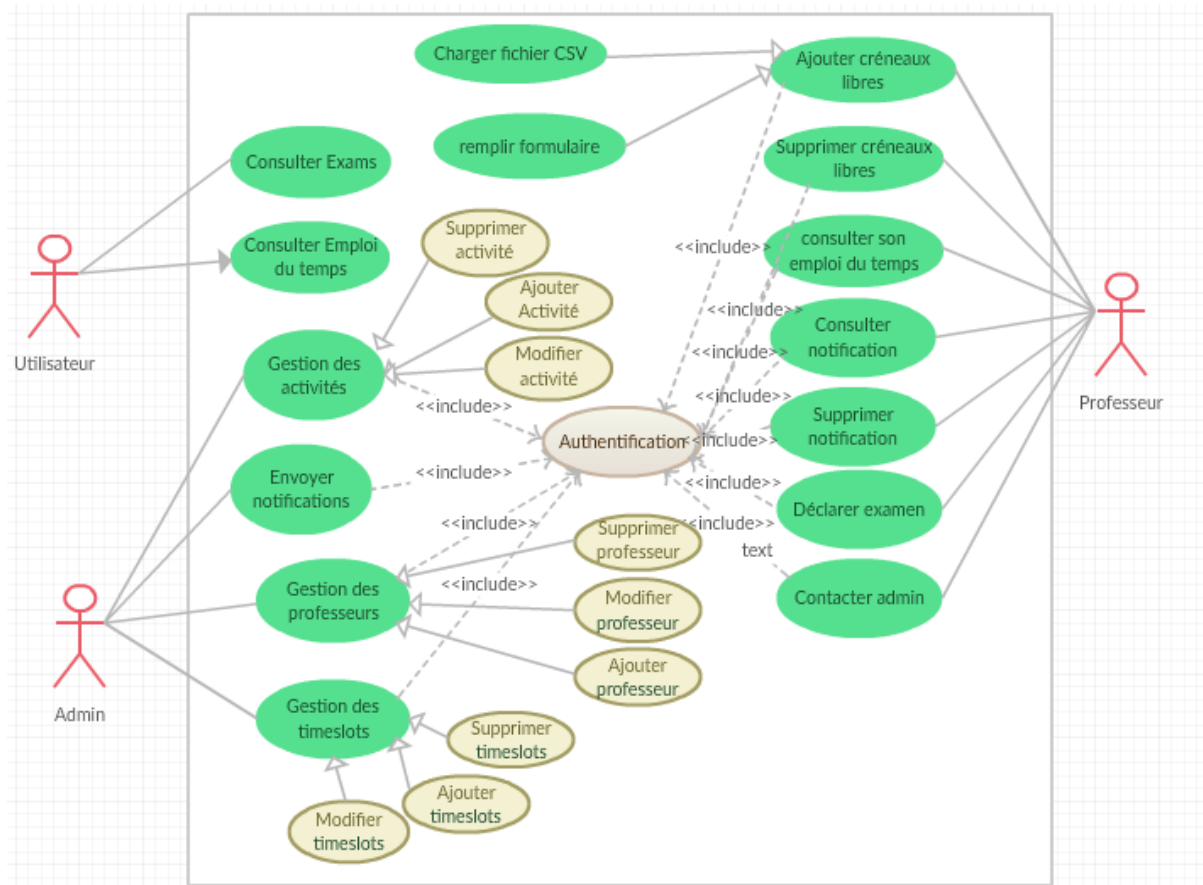 Charger fichier CSV
Ajouter créneaux
libres
remplir formulaire
Supprimer créneaux
libres
Consulter Exams
Supprimer
activité
Consulter Emploi
du temps
<<include>>
consulter son
emploi du temps
Utilisateur
Ajouter
Activité
<<include>>
Consulter
notification
Professeur
Gestion des
activités
Modifier
activité
<<include>>
<<include>>
<<include>>
Supprimer
notification
Authentification
<<include>>
Envoyer
notifications
<<include>>
<<include>>
Déclarer examen
<<include>>
<<include>>
Supprimer
professeur
text
Admin
Gestion des
professeurs
<<include>>
Modifier
professeur
Contacter admin
Ajouter
professeur
Gestion des
timeslots
Supprimer
timeslots
Ajouter
timeslots
Modifier
timeslots